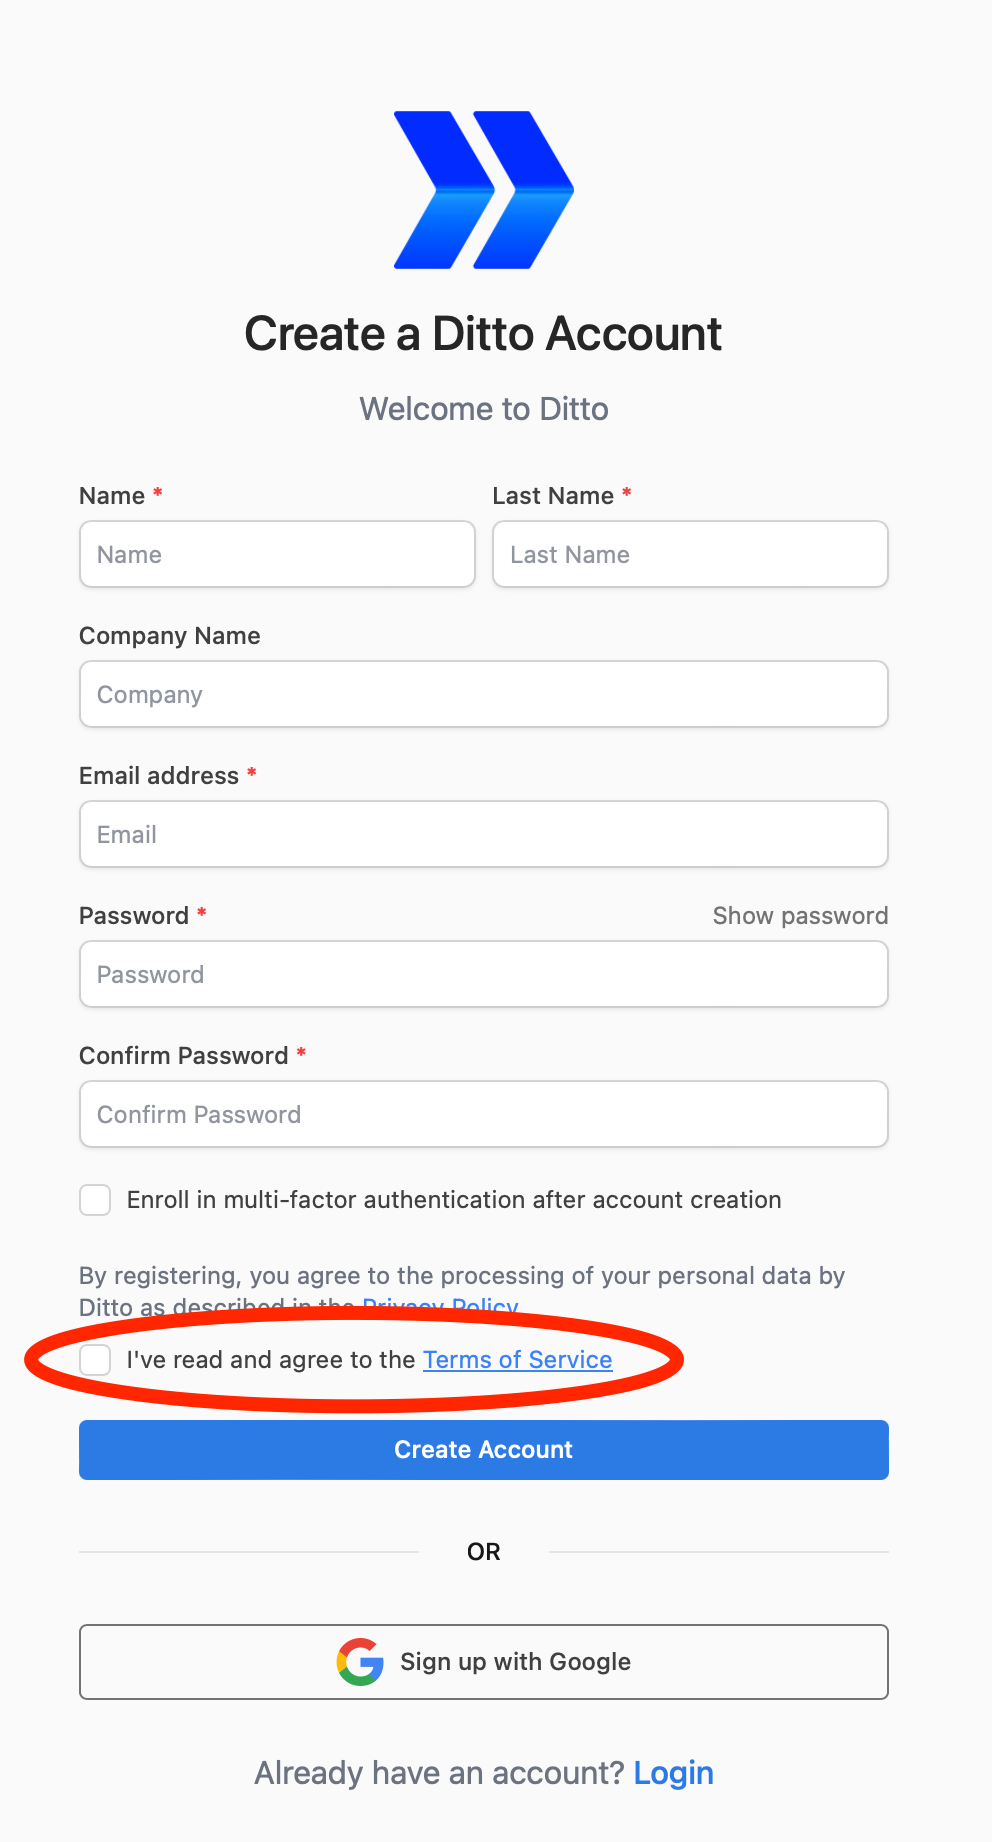 Create a Ditto Account
Welcome to Ditto
Name *
Last Name *
Name
Last Name
Company Name
Company
Email address *
Email
Password *
Show password
Password
Confirm Password *
Confirm Password
Enroll in multi-factor authentication after account creation
By registering, you agree to the processing of your personal data by
Ditto as described in the Privacy Policy
I've read and agree to the Terms of Service
Create Account
OR
Sign up with Google
Already have an account? Login